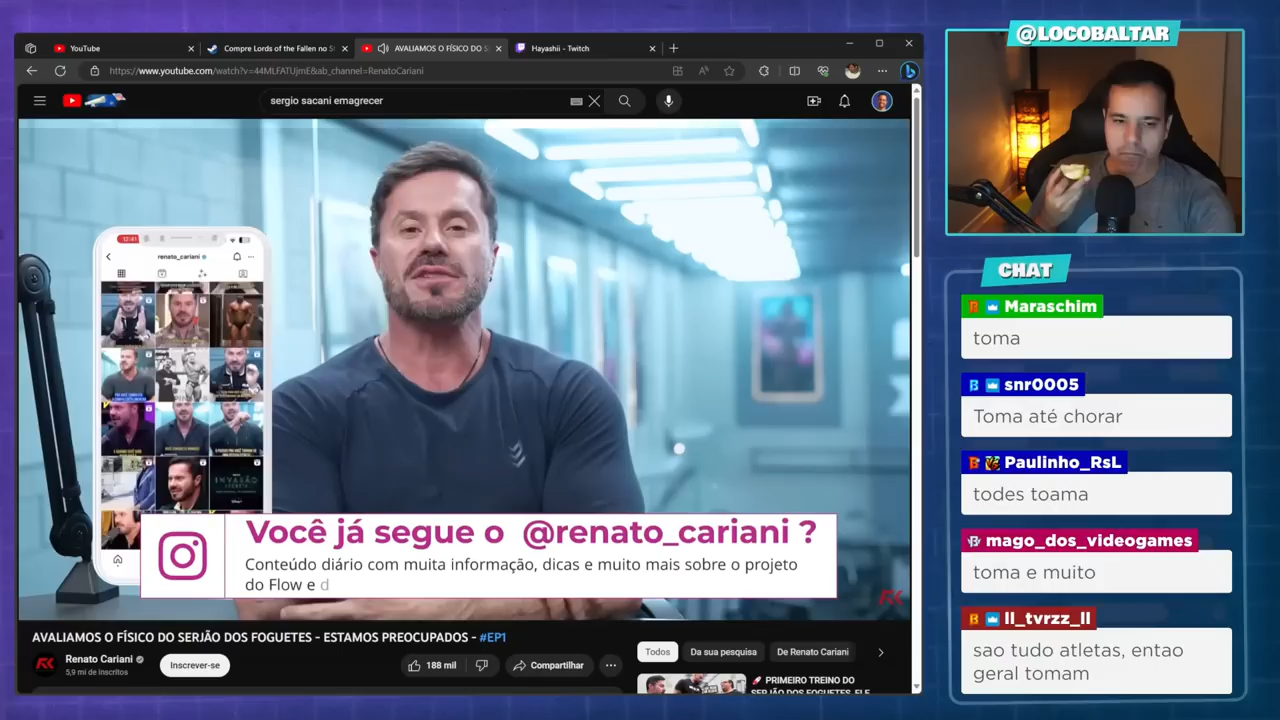 YouTube
Compre Lords of the Fallen no S
AVALIAMOS O FÍSICO DO S
Hayashii - Twitch
https://www.youtube.com/watch?v=44MLFATUjmE&ab_channel=RenatoCariani
sergio sacani emagrecer
12:41
renato_cariani
INVASÃO
Você já segue o @renato_cariani ?
Conteúdo diário com muita informação, dicas e muito mais sobre o projeto
do Flow e d
AVALIAMOS O FÍSICO DO SERJÃO DOS FOGUETES - ESTAMOS PREOCUPADOS - #EP1
Renato Cariani
5,9 mi de inscritos
Inscrever-se
188 mil
Compartilhar
Todos
Da sua pesquisa
De Renato Cariani
PRIMEIRO TREINO DO
SERJÃO DOS FOGUETES, ELE
@LOCOBALTAR
CHAT
Maraschim
toma
snr0005
Toma até chorar
Paulinho_RsL
todes toama
mago_dos_videogames
toma e muito
ll_tvrzz_ll
sao tudo atletas, entao
geral tomam